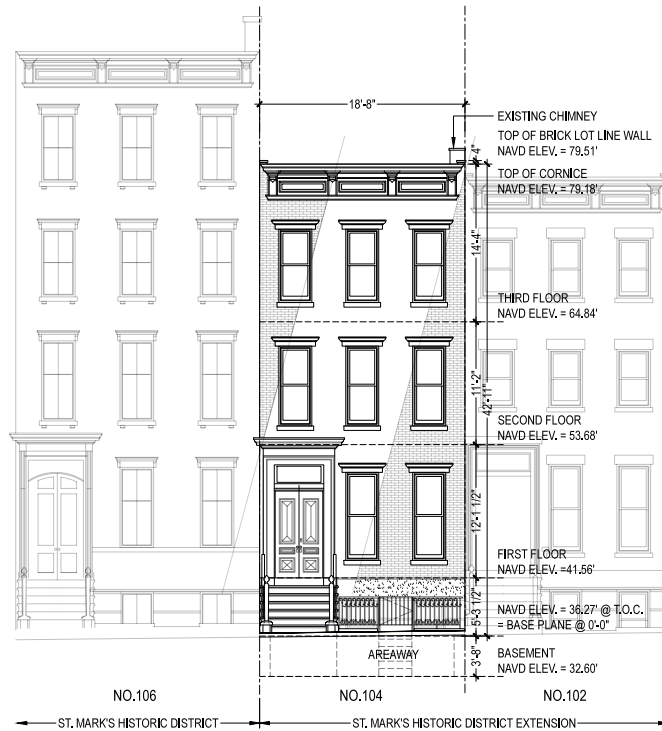 18'-8"
EXISTING CHIMNEY
TOP OF BRICK LOT LINE WALL
NAVD ELEV. = 79.51'
4"
TOP OF CORNICE
NAVD ELEV. = 79.18'
14'-4"
THIRD FLOOR
NAVD ELEV. = 64.84'
11'-2"
42'-11"
SECOND FLOOR
NAVD ELEV. = 53.68'
12'-1 1/2"
FIRST FLOOR
NAVD ELEV. =41.56'
5'-3 1/2"
NAVD ELEV. = 36.27' @ T.O.C.
= BASE PLANE @ 0'-0"
AREAWAY
3'-8"
BASEMENT
NAVD ELEV. = 32.60'
NO.106
NO.104
NO.102
ST. MARK'S HISTORIC DISTRICT
ST. MARK'S HISTORIC DISTRICT EXTENSION